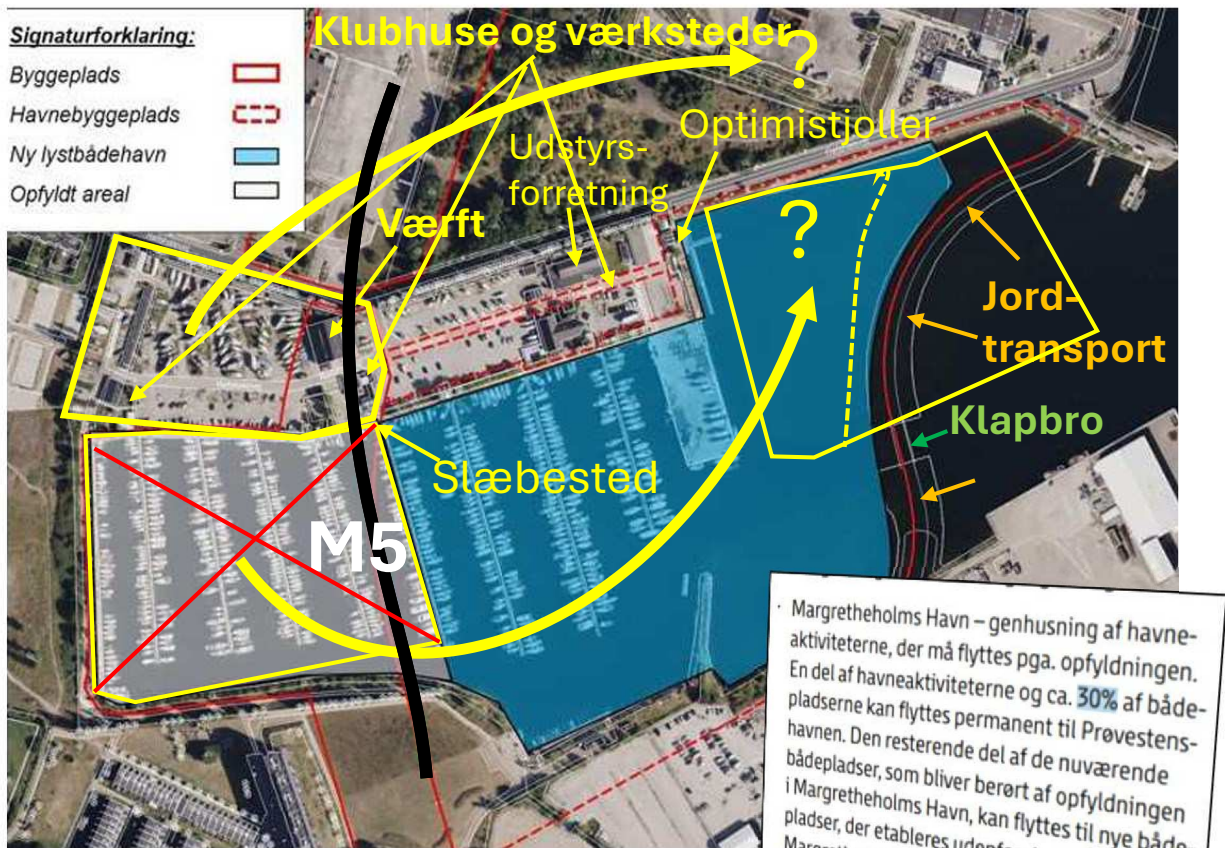 Signaturforklaring:
Byggeplads
Havnebyggeplads
Ny lystbådehavn
Opfyldt areal
Klubhuse og værksteder
?
Udstyrs-
forretning
Optimistjoller
Værft
?
Jord-
transport
Klapbro
Slæbested
M5
Margretheholms Havn – genhusning af havne-
aktiviteterne, der må flyttes pga. opfyldningen.
En del af havneaktiviteterne og ca. 30% af både-
pladserne kan flyttes permanent til Prøvestens-
havnen. Den resterende del af de nuværende
bådepladser, som bliver berørt af opfyldningen
i Margretheholms Havn, kan flyttes til nye både-
pladser, der etableres